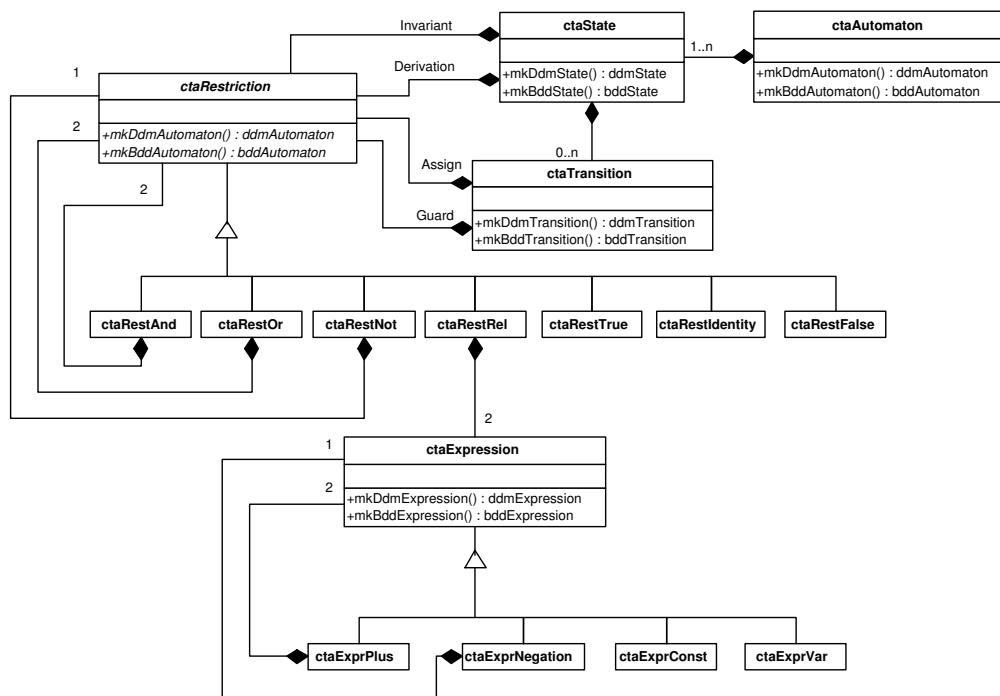 Invariant
ctaState
ctaAutomaton
1..n
+mkDdmState() : ddmState
+mkBddState() : bddState
+mkDdmAutomaton() : ddmAutomaton
+mkBddAutomaton() : bddAutomaton
Derivation
1
ctaRestriction
2
+mkDdmAutomaton() : ddmAutomaton
+mkBddAutomaton() : bddAutomaton
2
0..n
Assign
ctaTransition
Guard
+mkDdmTransition() : ddmTransition
+mkBddTransition() : bddTransition
ctaRestAnd
ctaRestOr
ctaRestNot
ctaRestRel
ctaRestTrue
ctaRestIdentity
ctaRestFalse
2
1
ctaExpression
2
+mkDdmExpression() : ddmExpression
+mkBddExpression() : bddExpression
ctaExprPlus
ctaExprNegation
ctaExprConst
ctaExprVar